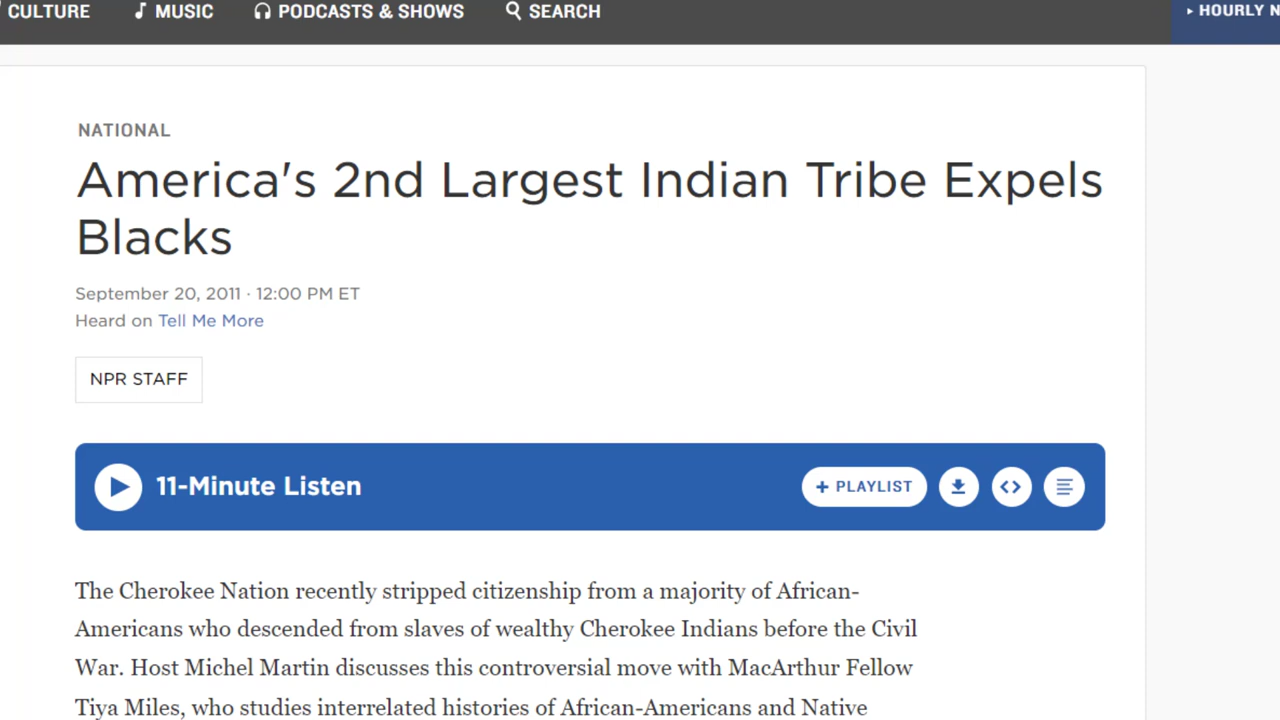 CULTURE MUSIC PODCASTS & SHOWS SEARCH HOURLY N
NATIONAL
America's 2nd Largest Indian Tribe Expels
Blacks
September 20, 2011 · 12:00 PM ET
Heard on Tell Me More
NPR STAFF
11-Minute Listen + PLAYLIST
The Cherokee Nation recently stripped citizenship from a majority of African-
Americans who descended from slaves of wealthy Cherokee Indians before the Civil
War. Host Michel Martin discusses this controversial move with MacArthur Fellow
Tiya Miles, who studies interrelated histories of African-Americans and Native